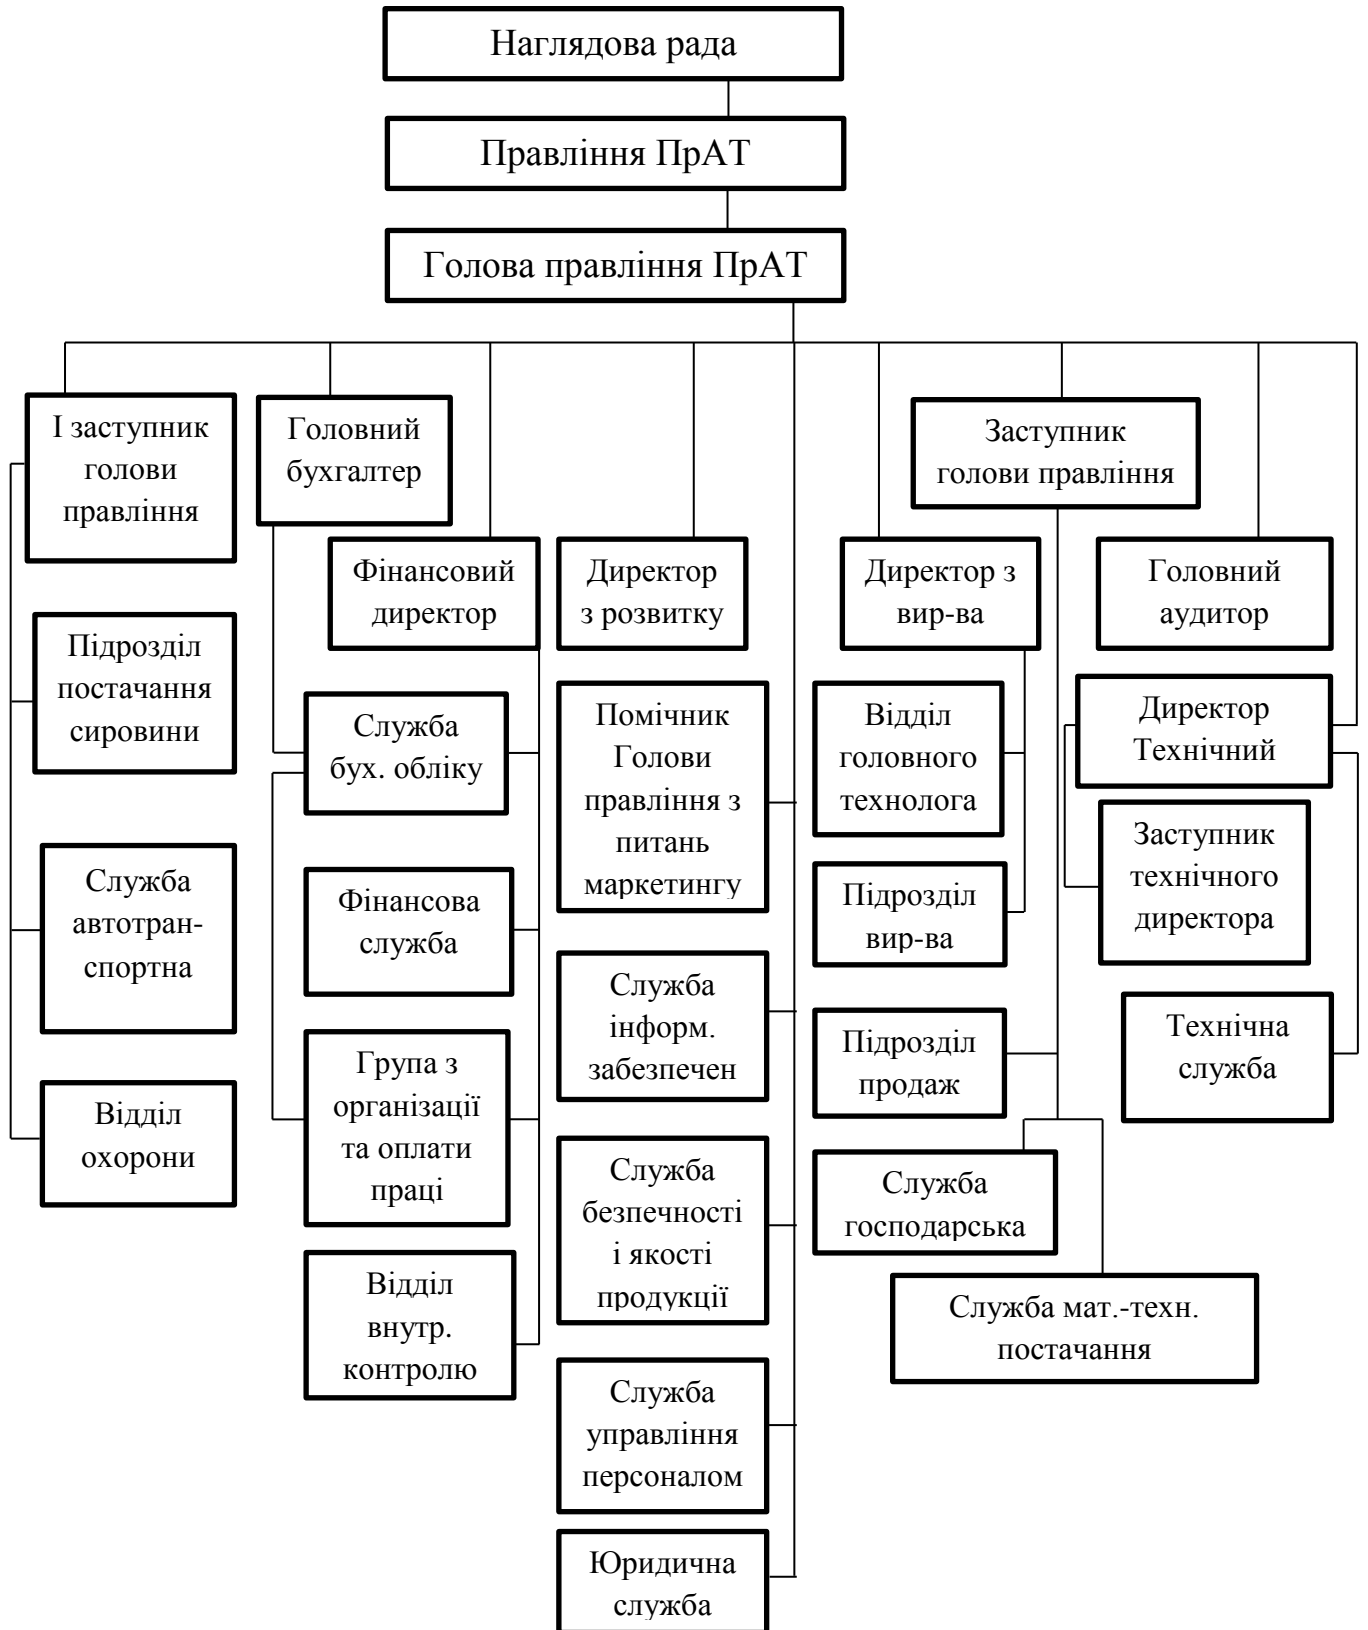 Наглядова рада
Правління ПрАТ
Голова правління ПрАТ
І заступник
голови
правління
Головний
бухгалтер
Заступник
голови правління
Фінансовий
директор
Директор
з розвитку
Директор з
вир-ва
Головний
аудитор
Підрозділ
постачання
сировини
Служба
бух. обліку
Помічник
Голови
правління з
питань
маркетингу
Відділ
головного
технолога
Директор
Технічний
Заступник
технічного
директора
Служба
автотран-
спортна
Фінансова
служба
Підрозділ
вир-ва
Служба
інформ.
забезпечен
Підрозділ
продаж
Технічна
служба
Відділ
охорони
Група з
організації
та оплати
праці
Служба
безпечності
і якості
продукції
Служба
господарська
Відділ
внутр.
контролю
Служба мат.-техн.
постачання
Служба
управління
персоналом
Юридична
служба